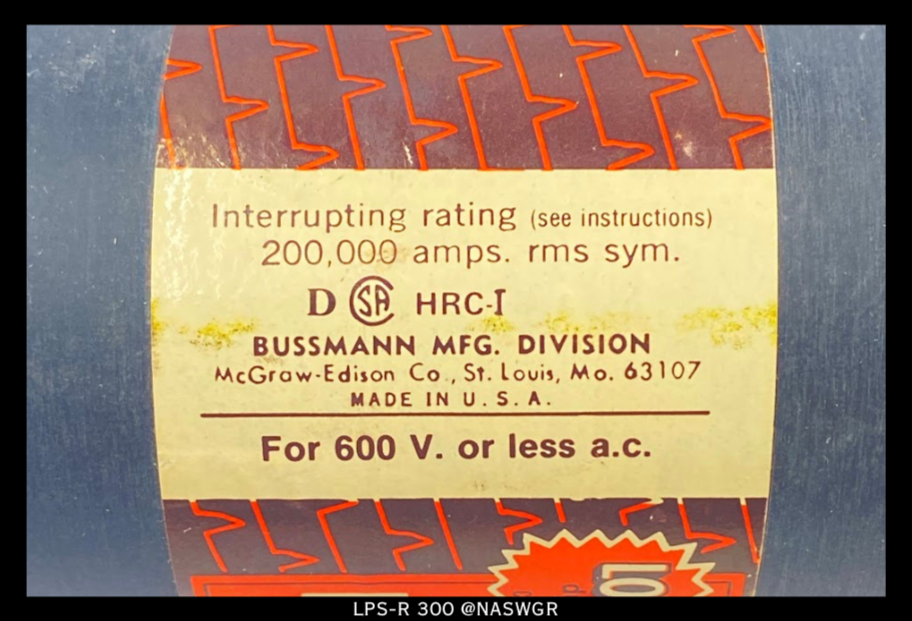 Interrupting rating (see instructions)
200,000 amps. rms sym.
D SA HRC-I
BUSSMANN MFG. DIVISION
McGraw-Edison Co., St. Louis, Mo. 63107
MADE IN U.S.A.
For 600 V. or less a.c.
LPS-R 300 @NASWGR